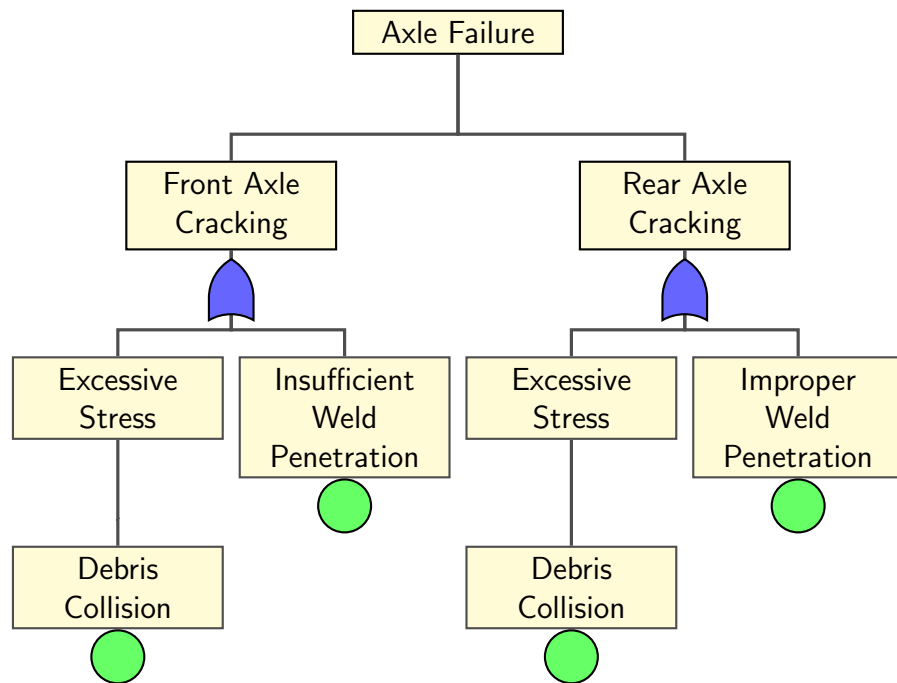 Axle Failure
Front Axle
Cracking
Rear Axle
Cracking
Excessive
Stress
Insufficient
Weld
Penetration
Excessive
Stress
Improper
Weld
Penetration
Debris
Collision
Debris
Collision